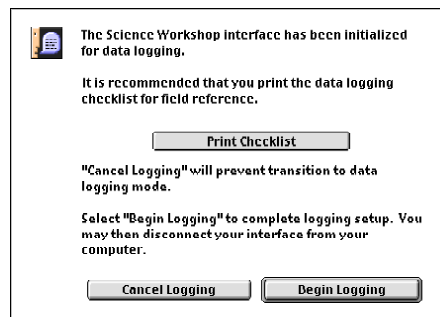 The Science Workshop interface has been initialized
for data logging.
It is recommended that you print the data logging
checklist for field reference.
Print Checklist
"Cancel Logging" will prevent transition to data
logging mode.
Select "Begin Logging" to complete logging setup. You
may then disconnect your interface from your
computer.
Cancel Logging
Begin Logging